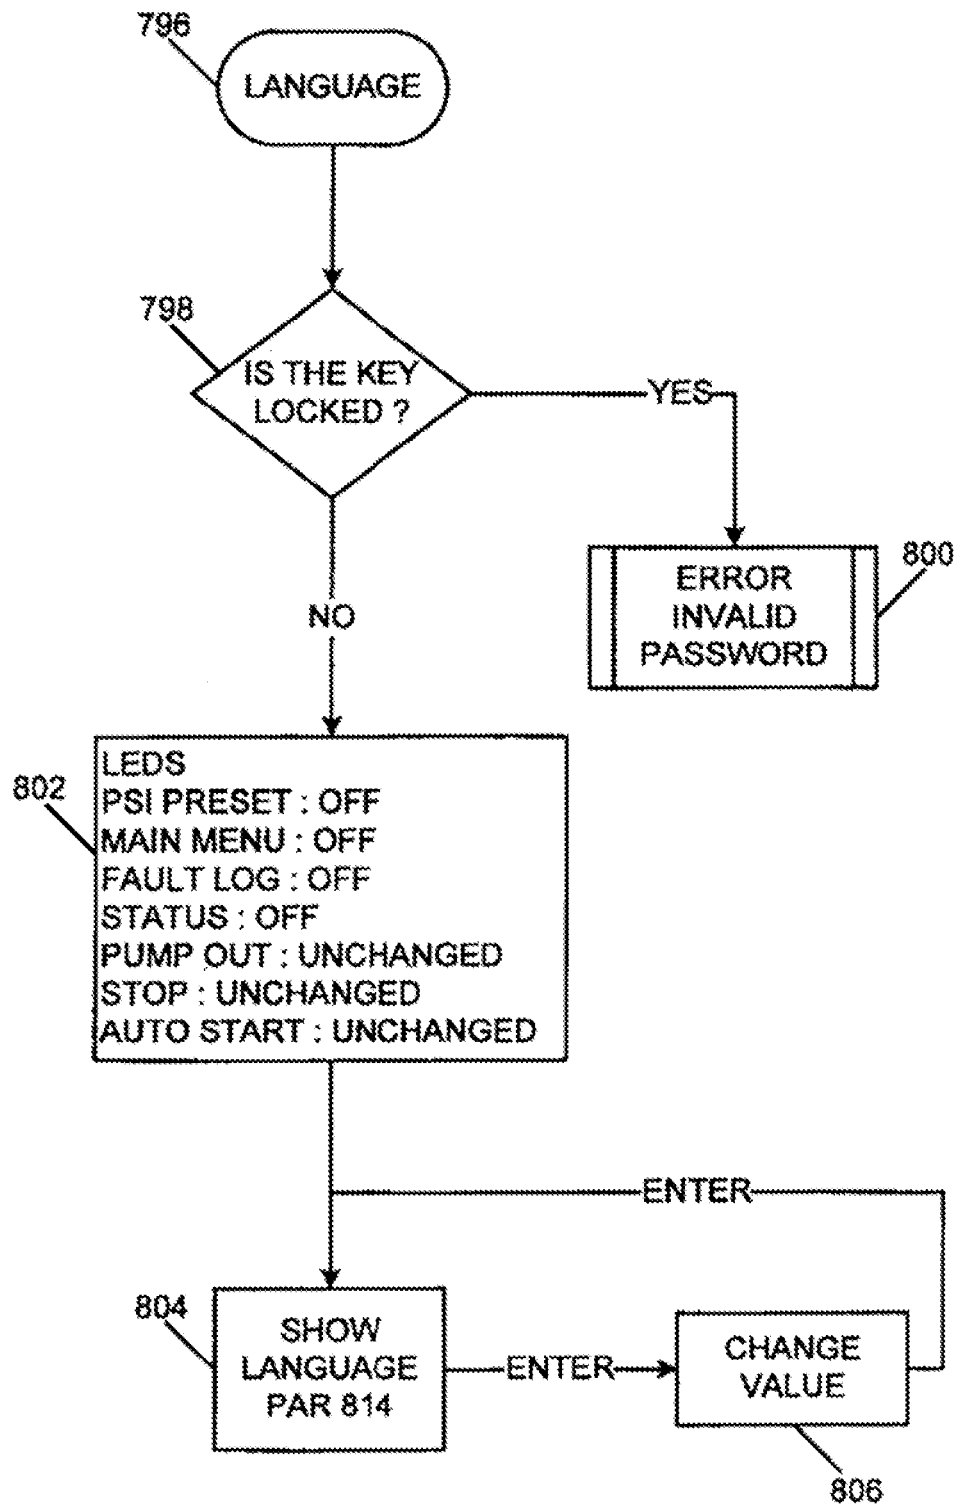 796
LANGUAGE
798
IS THE KEY
LOCKED ?
YES
800
ERROR
INVALID
PASSWORD
NO
802
LEDS
PSI PRESET : OFF
MAIN MENU : OFF
FAULT LOG : OFF
STATUS : OFF
PUMP OUT : UNCHANGED
STOP : UNCHANGED
AUTO START : UNCHANGED
ENTER
804
SHOW
LANGUAGE
PAR 814
ENTER
CHANGE
VALUE
806